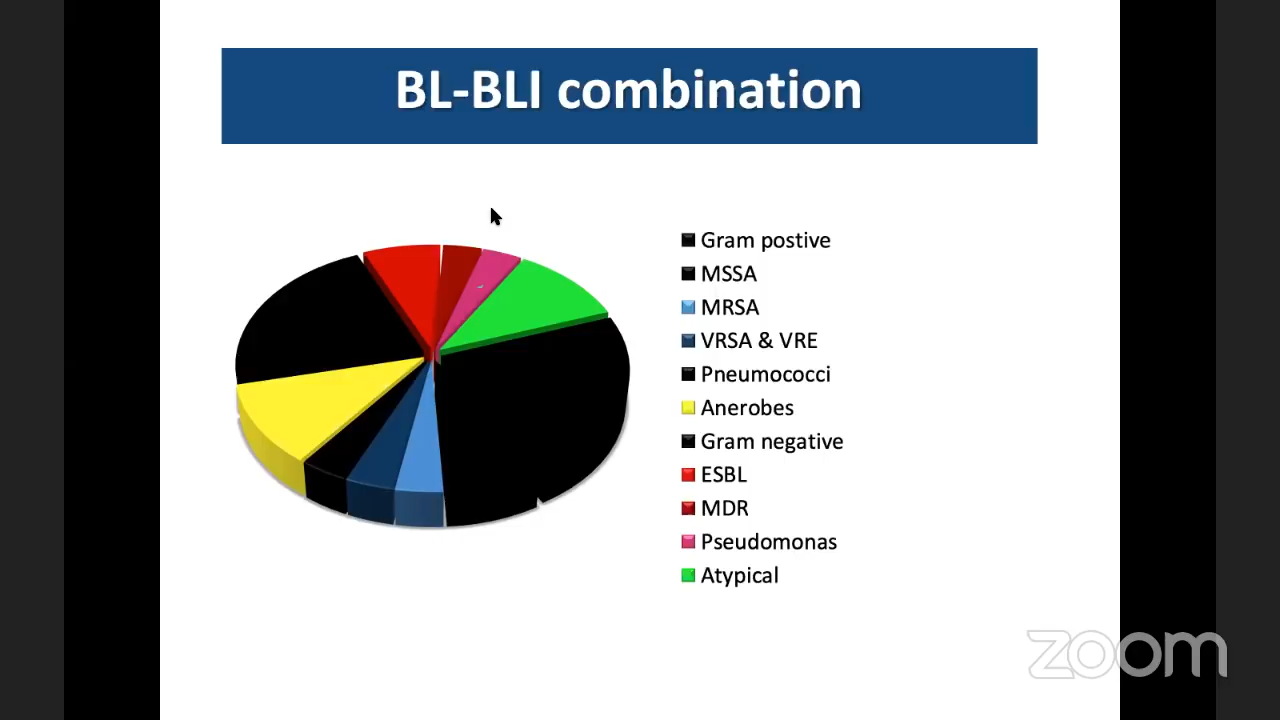 BL-BLI combination
Gram postive
MSSA
MRSA
VRSA & VRE
Pneumococci
Anerobes
Gram negative
ESBL
MDR
Pseudomonas
Atypical
zoom